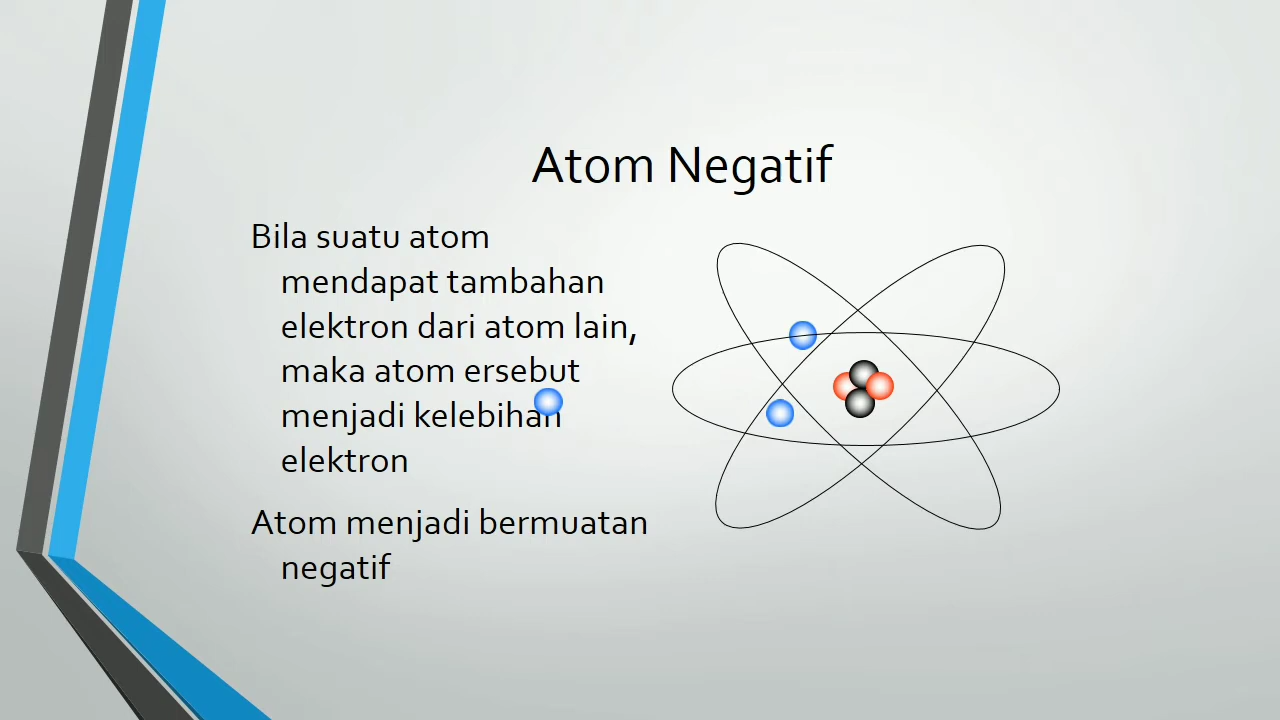 Atom Negatif
Bila suatu atom
mendapat tambahan
elektron dari atom lain,
maka atom ersebut
menjadi kelebihan
elektron
Atom menjadi bermuatan
negatif